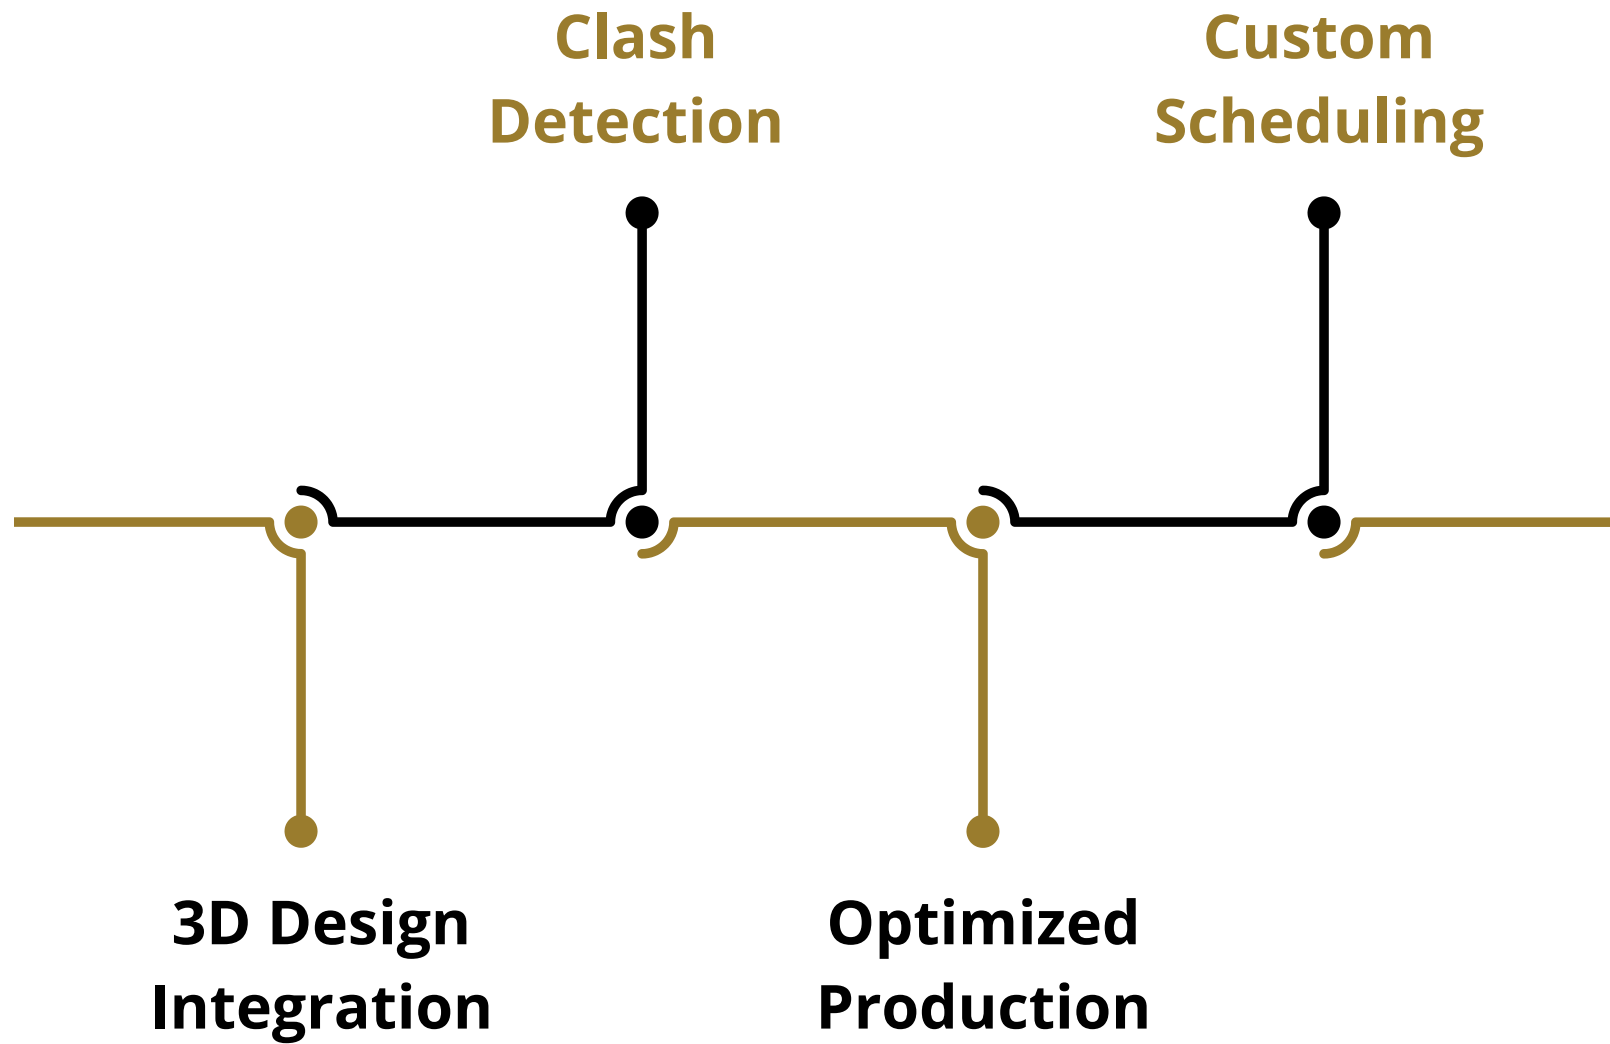 Clash
Detection
Custom
Scheduling
3D Design
Integration
Optimized
Production